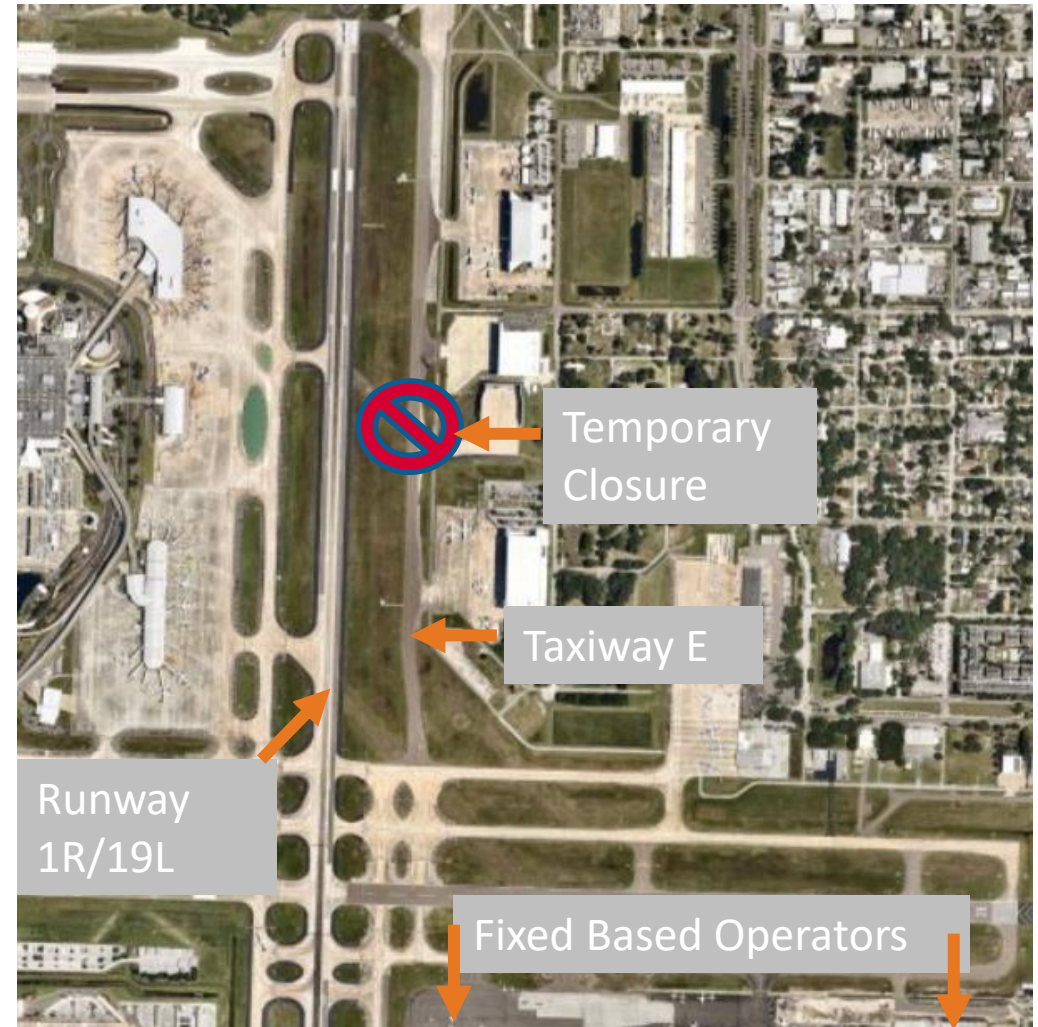 Temporary
Closure
Taxiway E
Runway
1R/19L
Fixed Based Operators